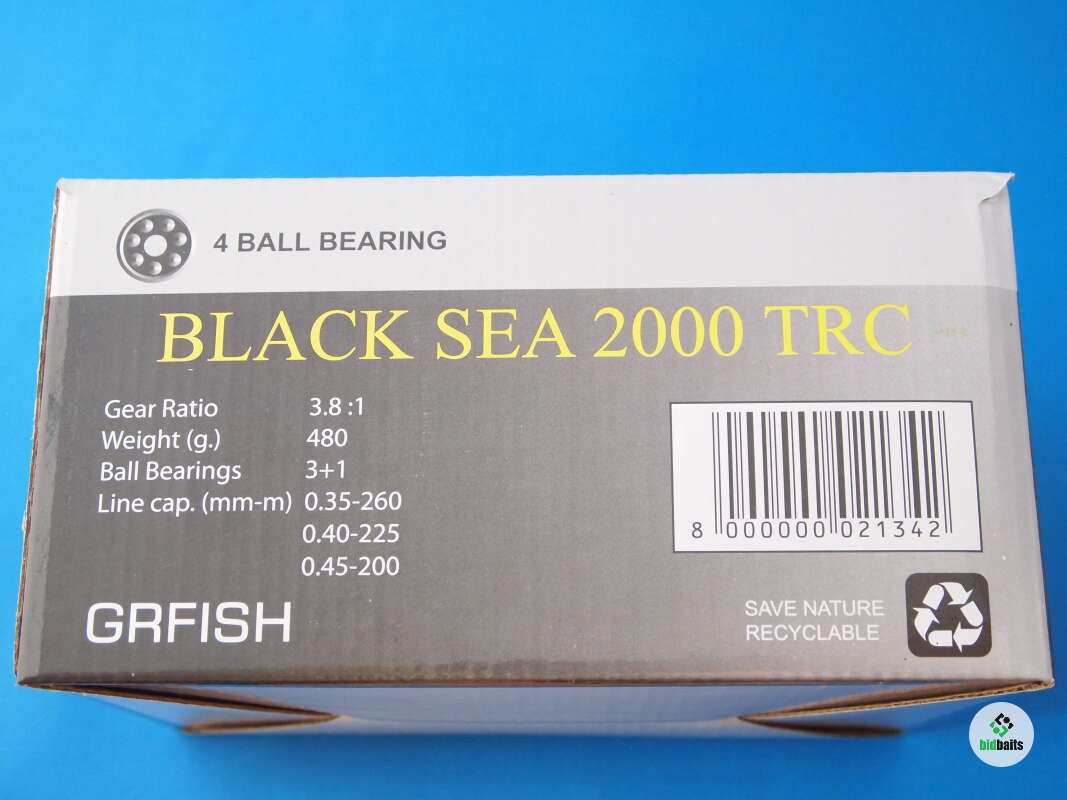 4 BALL BEARING
BLACK SEA 2000 TRC
Gear Ratio 3.8 :1
Weight (g.) 480
Ball Bearings 3+1
Line cap. (mm-m) 0.35-260
0.40-225
0.45-200
8 000000 021342
GRFISH
SAVE NATURE
RECYCLABLE
bidbaits